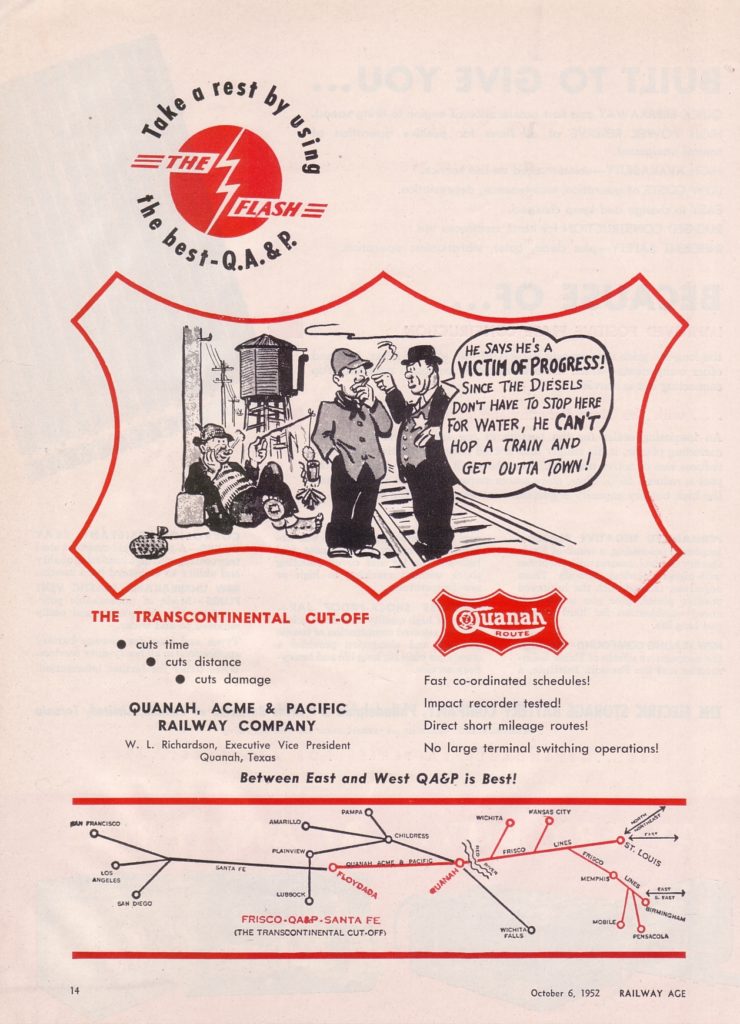 Take a rest by using
THE
FLASH
the best-Q.A.&P.
HE SAYS HE'S A
VICTIM OF PROGRESS!
SINCE THE DIESELS
DON'T HAVE TO STOP HERE
FOR WATER, HE CAN'T
HOP A TRAIN AND
GET OUTTA TOWN!
THE TRANSCONTINENTAL CUT-OFF
● cuts time
● cuts distance
● cuts damage
QUANAH, ACME & PACIFIC
RAILWAY COMPANY
W. L. Richardson, Executive Vice President
Quanah, Texas
Quanah
ROUTE
Fast co-ordinated schedules!
Impact recorder tested!
Direct short mileage routes!
No large terminal switching operations!
Between East and West QA&P is Best!
SAN FRANCISCO
LOS
ANGELES
SAN DIEGO
SANTA FE
AMARILLO
PAMPA
PLAINVIEW
CHILDRESS
LUBBOCK
QUANAH ACME & PACIFIC
FLOYDADA
QUANAH
RED
RIVER
WICHITA
KANSAS CITY
FRISCO LINES
NORTH
NORTHEAST
EAST
ST. LOUIS
FRISCO
LINES
MEMPHIS
EAST
S. EAST
BIRMINGHAM
MOBILE
PENSACOLA
WICHITA
FALLS
FRISCO-QA&P-SANTA FE
(THE TRANSCONTINENTAL CUT-OFF)
14
October 6, 1952 RAILWAY AGE